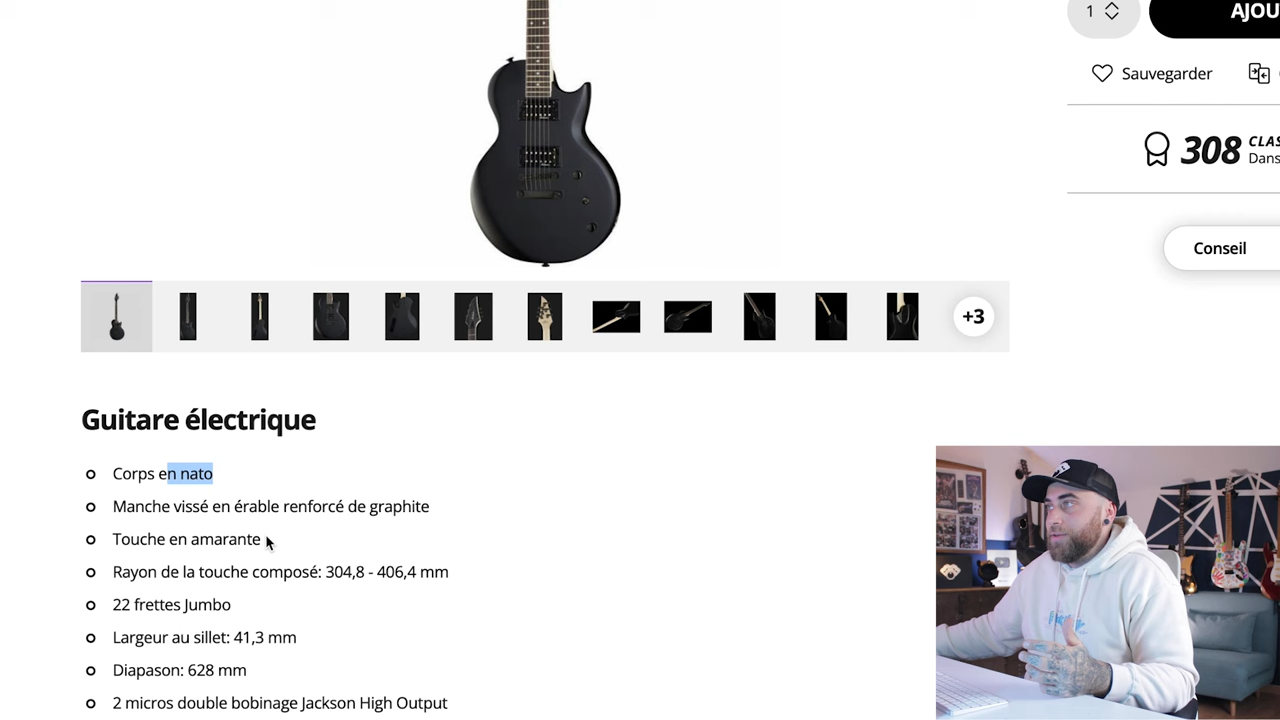 1
AJOU
Sauvegarder
308
CLAS
Dans
Conseil
+3
Guitare électrique
Corps en nato
Manche vissé en érable renforcé de graphite
Touche en amarante
Rayon de la touche composé: 304,8 - 406,4 mm
22 frettes Jumbo
Largeur au sillet: 41,3 mm
Diapason: 628 mm
2 micros double bobinage Jackson High Output